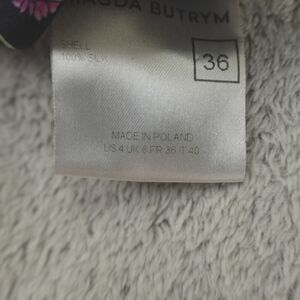 MAGDA BUTRYM
SHELL
100% SILK
36
MADE IN POLAND
US 4 UK 8 FR 36 IT 40